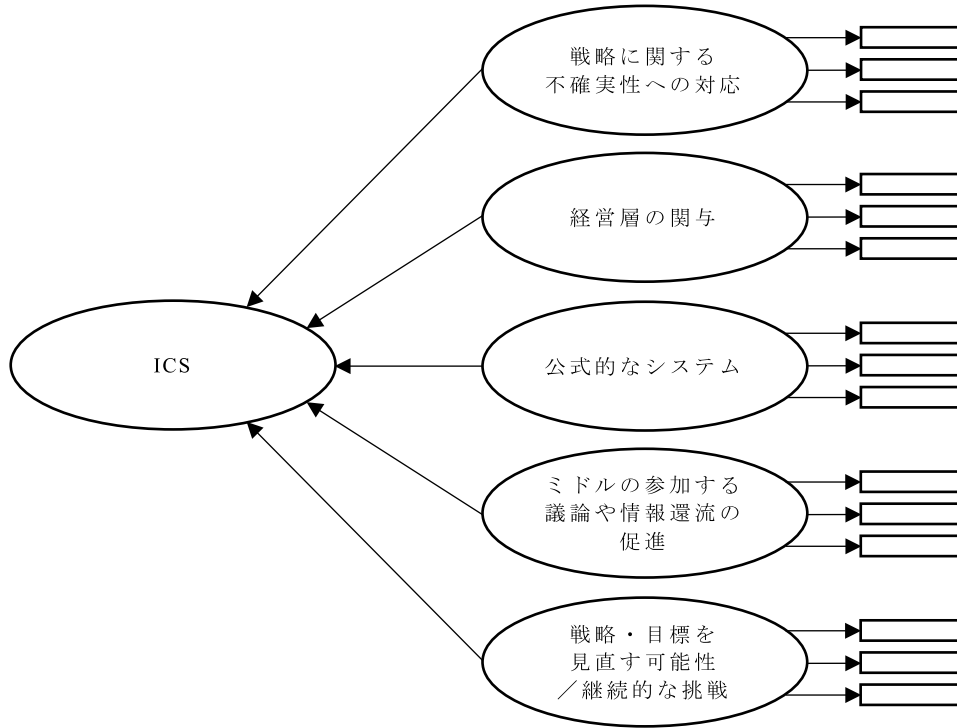 戦略に関する
不確実性への対応
経営層の関与
ICS
公式的なシステム
ミドルの参加する
議論や情報還流の
促進
戦略・目標を
見直す可能性
／継続的な挑戦